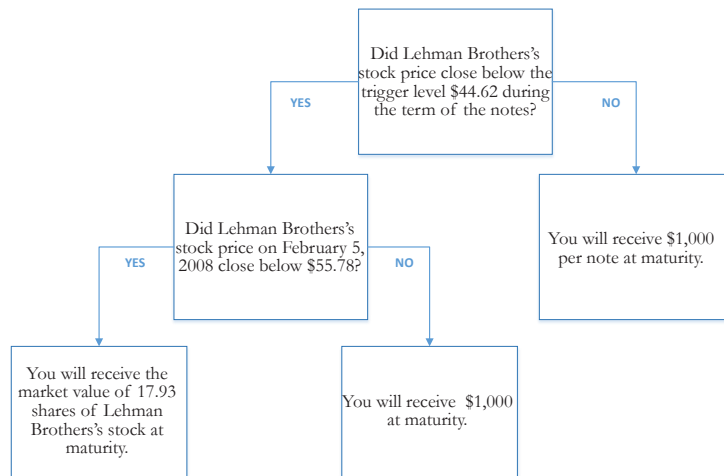 Did Lehman Brothers's
stock price close below the
trigger level $44.62 during
the term of the notes?
YES
NO
Did Lehman Brothers's
stock price on February 5,
2008 close below $55.78?
You will receive $1,000
per note at maturity.
YES
NO
You will receive the
market value of 17.93
shares of Lehman
Brothers's stock at
maturity.
You will receive $1,000
at maturity.